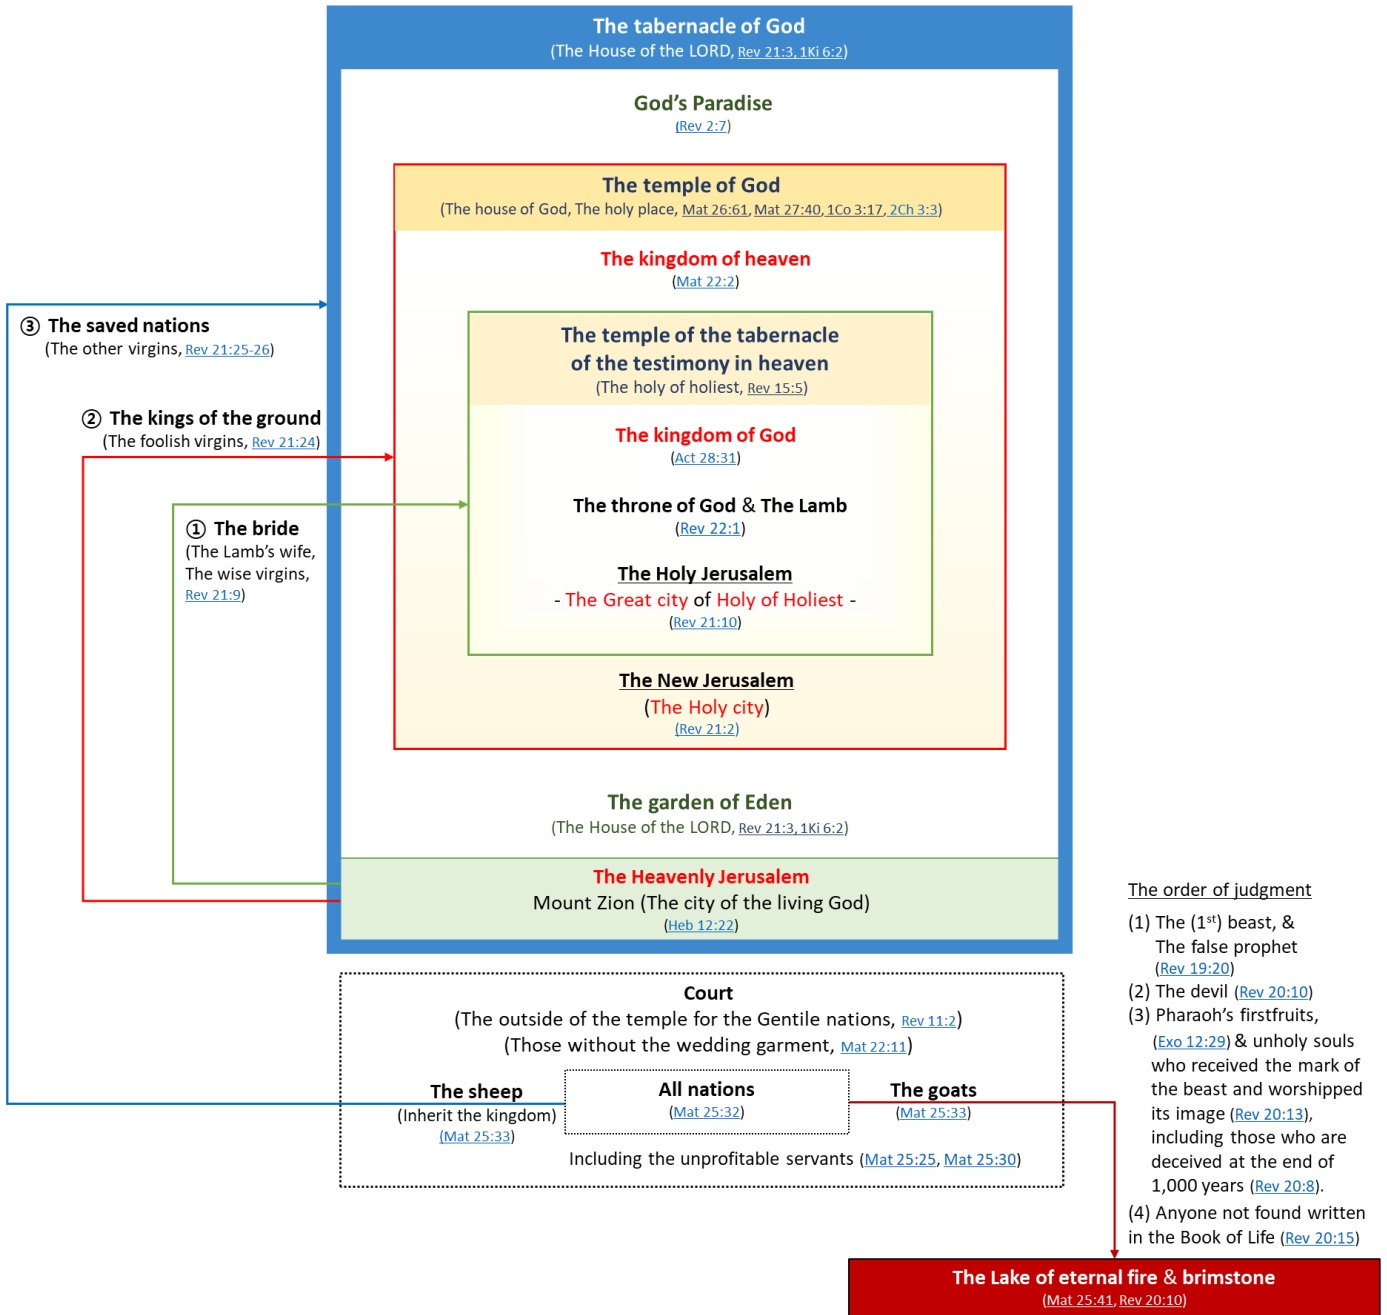 The tabernacle of God
(The House of the LORD, Rev 21:3, 1Ki 6:2)
God’s Paradise
(Rev 2:7)
The temple of God
(The house of God, The holy place, Mat 26:61, Mat 27:40, 1Co 3:17, 2Ch 3:3)
The kingdom of heaven
(Mat 22:2)
The temple of the tabernacle
of the testimony in heaven
(The holy of holiest, Rev 15:5)
The kingdom of God
(Act 28:31)
The throne of God & The Lamb
(Rev 22:1)
The Holy Jerusalem
- The Great city of Holy of Holiest -
(Rev 21:10)
The New Jerusalem
(The Holy city)
(Rev 21:2)
The garden of Eden
(The House of the LORD, Rev 21:3, 1Ki 6:2)
The Heavenly Jerusalem
Mount Zion (The city of the living God)
(Heb 12:22)
③ The saved nations
(The other virgins, Rev 21:25-26)
② The kings of the ground
(The foolish virgins, Rev 21:24)
① The bride
(The Lamb’s wife,
The wise virgins,
Rev 21:9)
Court
(The outside of the temple for the Gentile nations, Rev 11:2)
(Those without the wedding garment, Mat 22:11)
The sheep
(Inherit the kingdom)
(Mat 25:33)
All nations
(Mat 25:32)
The goats
(Mat 25:33)
Including the unprofitable servants (Mat 25:25, Mat 25:30)
The order of judgment
(1) The (1st) beast, &
The false prophet
(Rev 19:20)
(2) The devil (Rev 20:10)
(3) Pharaoh’s firstfruits,
(Exo 12:29) & unholy souls
who received the mark of
the beast and worshipped
its image (Rev 20:13),
including those who are
deceived at the end of
1,000 years (Rev 20:8).
(4) Anyone not found written
in the Book of Life (Rev 20:15)
The Lake of eternal fire & brimstone
(Mat 25:41, Rev 20:10)